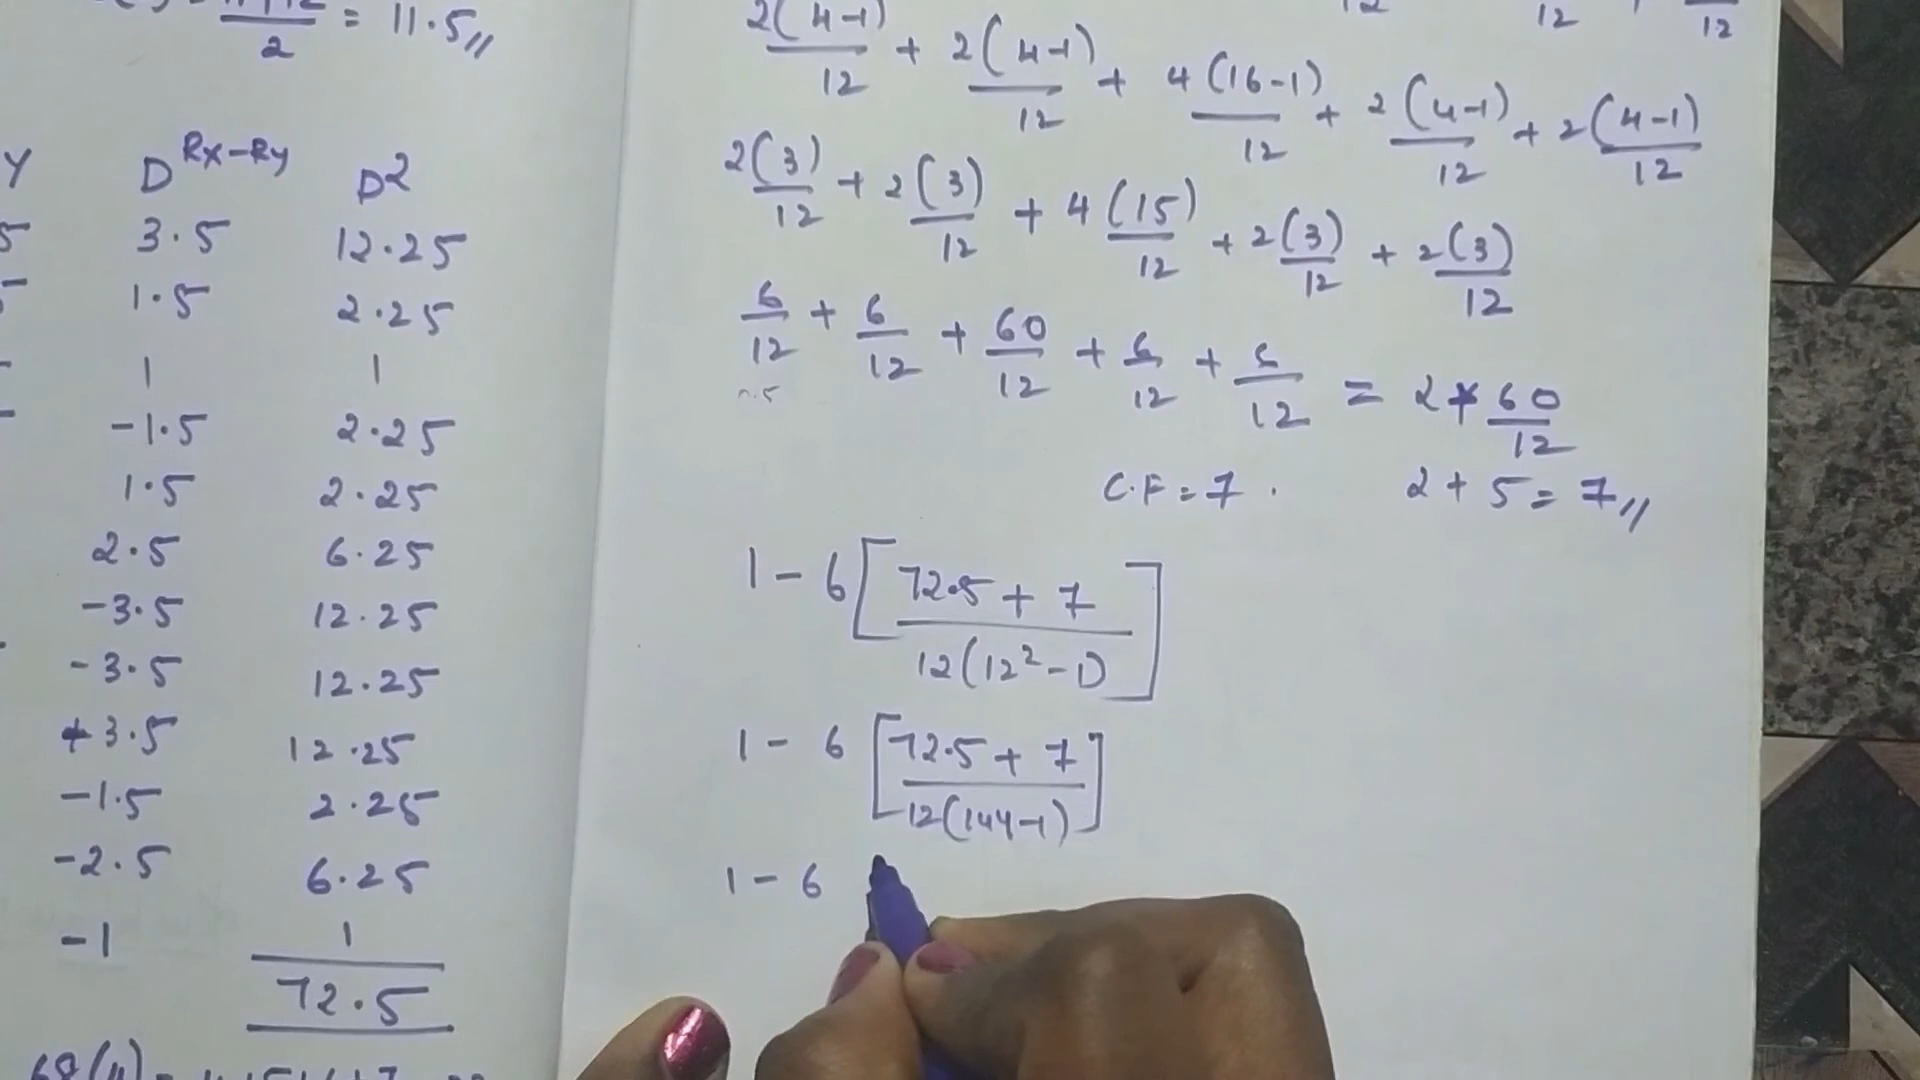 2 = 11.5//
Y D Rx-Ry D2
5 3.5 12.25
5 1.5 2.25
1 1
-1.5 2.25
1.5 2.25
2.5 6.25
-3.5 12.25
-3.5 12.25
+3.5 12.25
-1.5 2.25
-2.5 6.25
-1 1
72.5
12 12 + 12
2(4-1)/12 + 2(4-1)/12 + 4(16-1)/12 + 2(4-1)/12 + 2(4-1)/12
2(3)/12 + 2(3)/12 + 4(15)/12 + 2(3)/12 + 2(3)/12
6/12 + 6/12 + 60/12 + 6/12 + 6/12 = 2 + 60/12
C.F = 7 . 2 + 5 = 7//
1 - 6 [72.5 + 7 / 12(12² - 1)]
1 - 6 [72.5 + 7 / 12(144-1)]
1 - 6